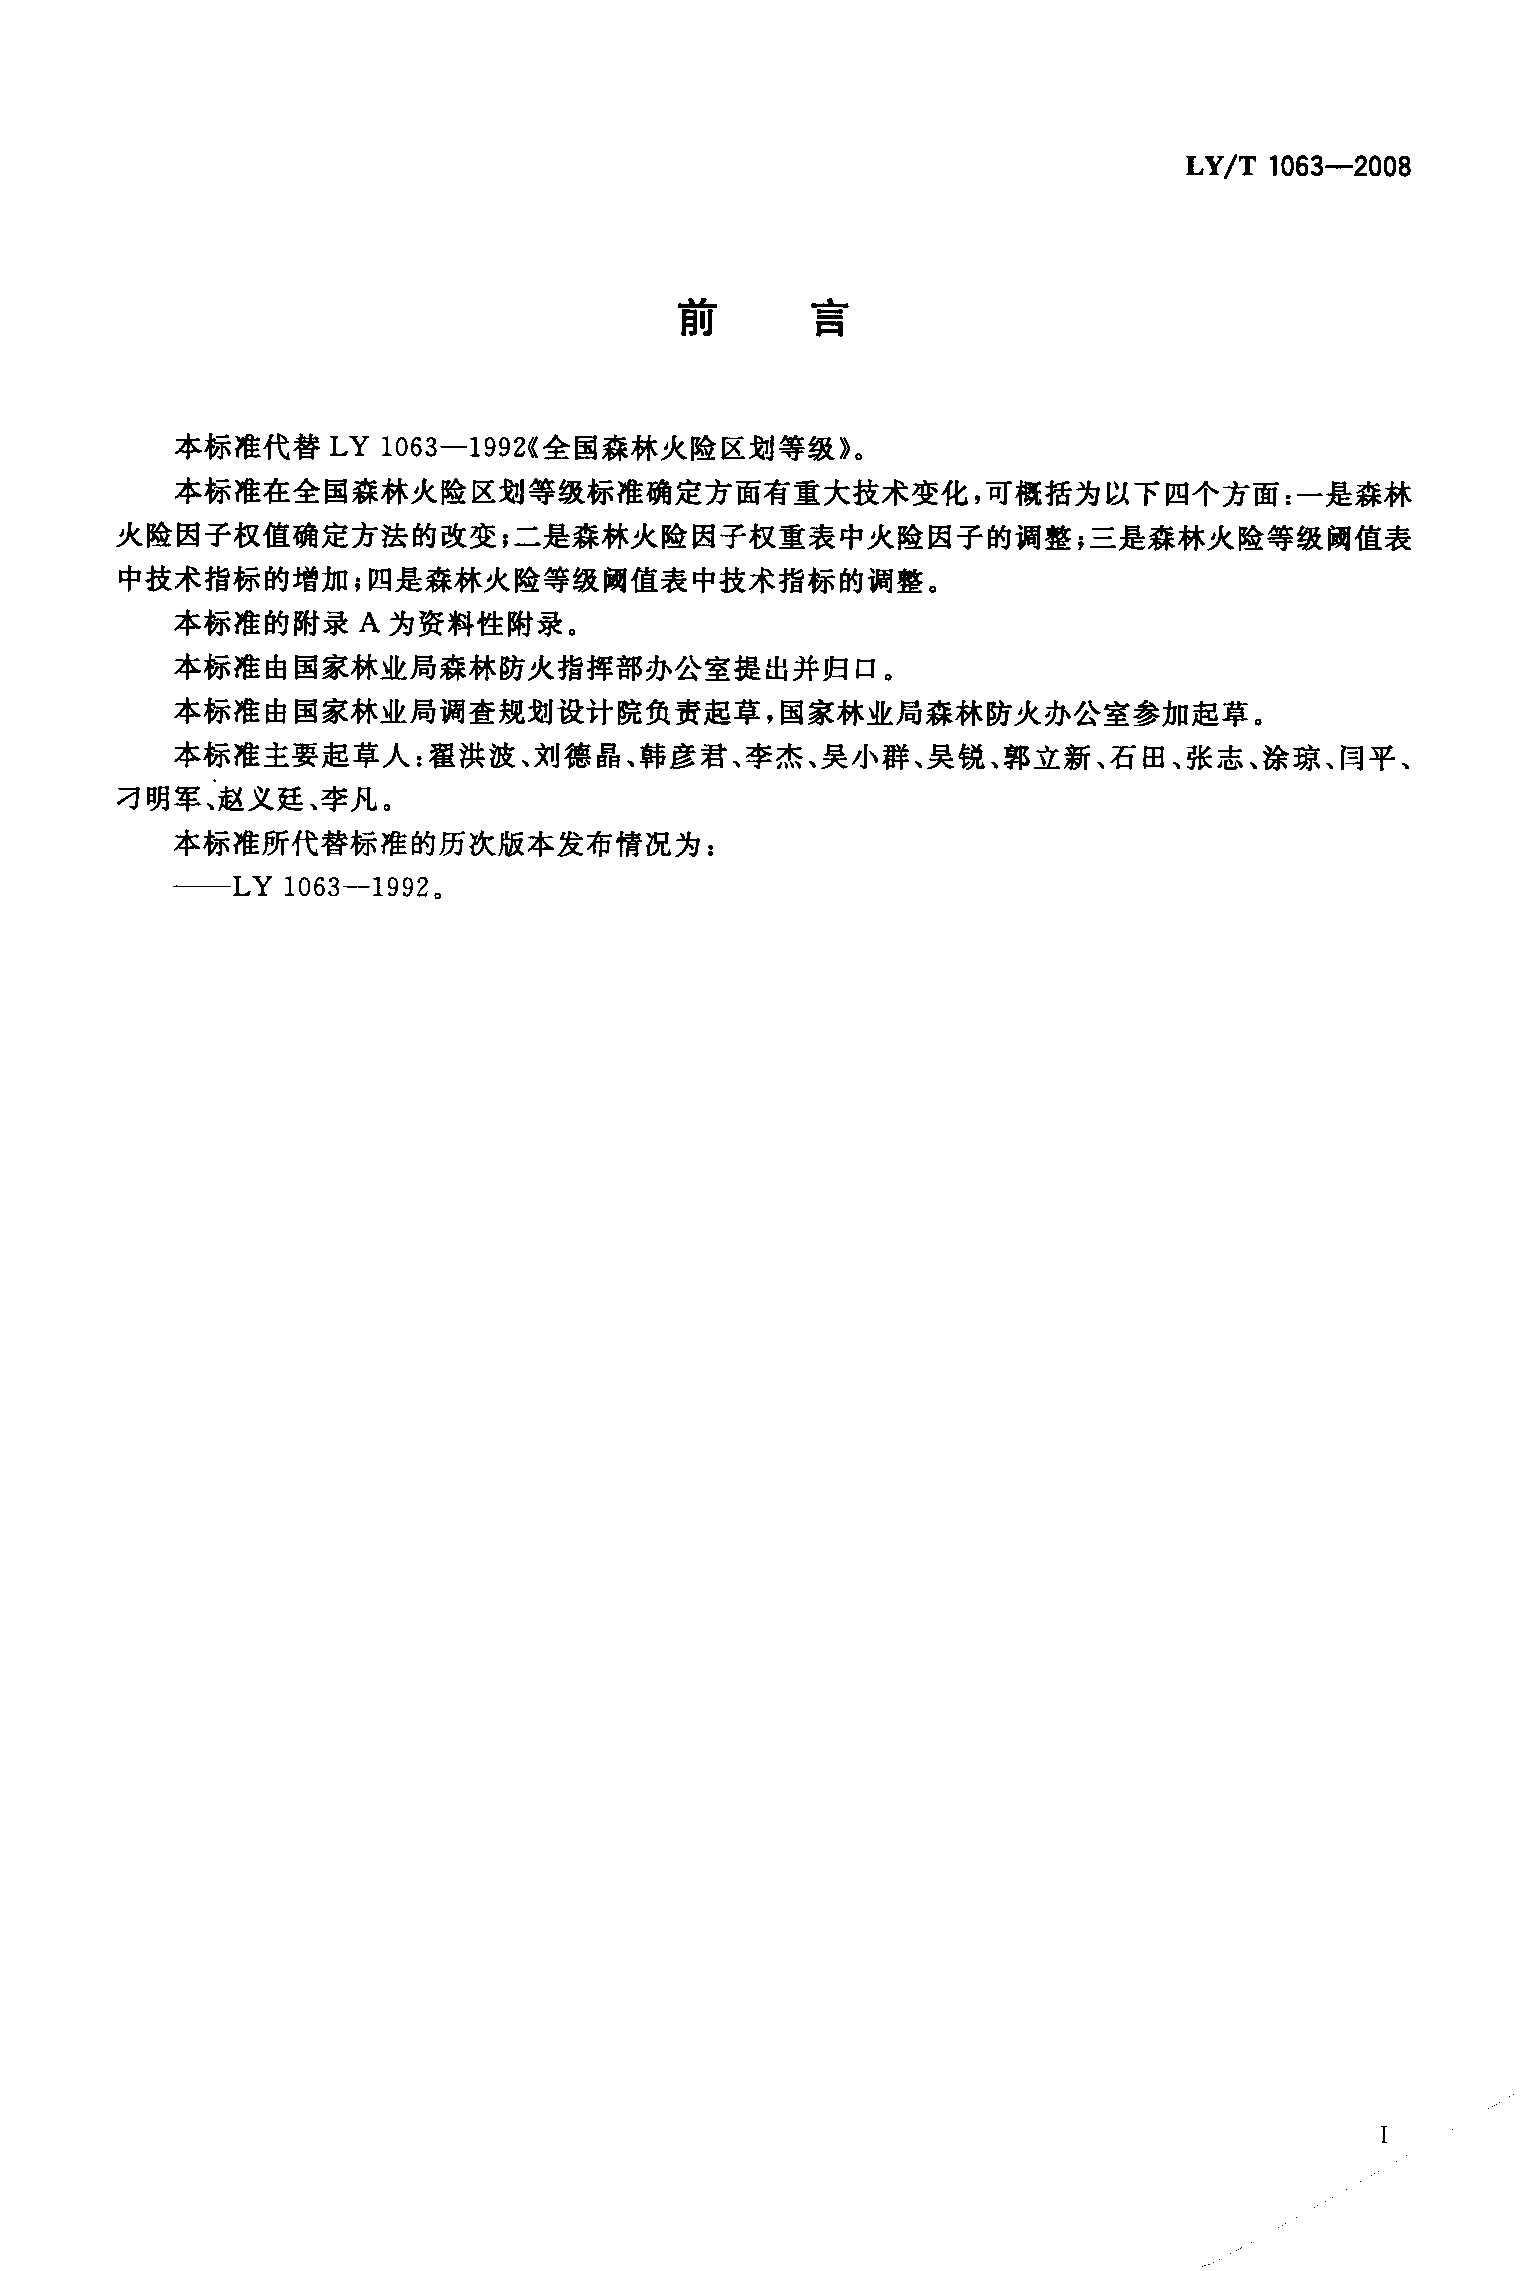 LY/T 1063—2008
前 言
本标准代替 LY 1063—1992《全国森林火险区划等级》。
本标准在全国森林火险区划等级标准确定方面有重大技术变化,可概括为以下四个方面:一是森林
火险因子权值确定方法的改变;二是森林火险因子权重表中火险因子的调整;三是森林火险等级阈值表
中技术指标的增加;四是森林火险等级阈值表中技术指标的调整。
本标准的附录 A 为资料性附录。
本标准由国家林业局森林防火指挥部办公室提出并归口。
本标准由国家林业局调查规划设计院负责起草,国家林业局森林防火办公室参加起草。
本标准主要起草人:翟洪波、刘德晶、韩彦君、李杰、吴小群、吴锐、郭立新、石田、张志、涂琼、闫平、
刁明军、赵义廷、李凡。
本标准所代替标准的历次版本发布情况为:
——LY 1063—1992。
I